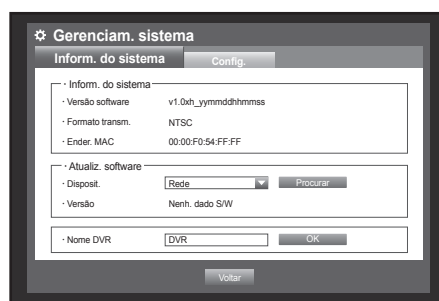 Gerenciam. sistema
Inform. do sistema Config.
· Inform. do sistema
· Versão software v1.0xh_yymmddhhmmss
· Formato transm. NTSC
· Ender. MAC 00:00:F0:54:FF:FF
· Atualiz. software
· Disposit. Rede Procurar
· Versão Nenh. dado S/W
· Nome DVR DVR OK
Voltar